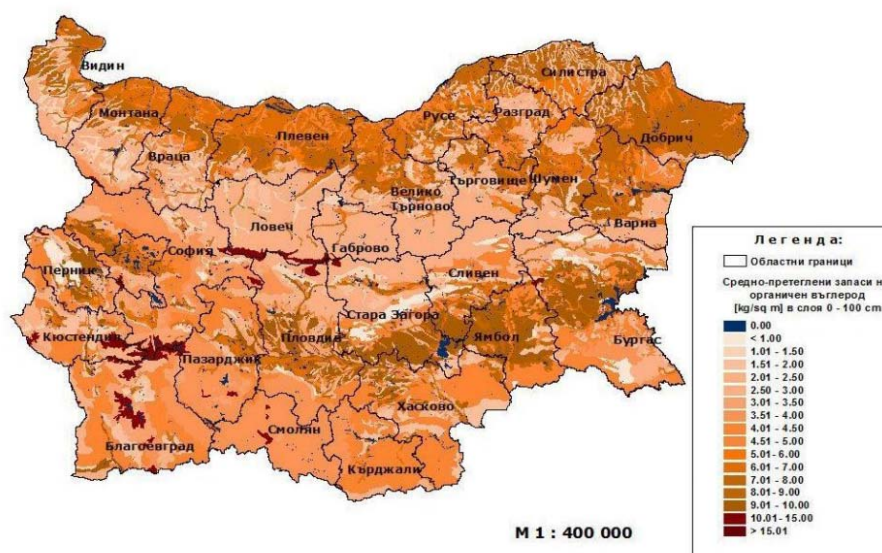 Видин
Монтана
Враца
Плевен
Русе
Силистра
Разград
Добрич
Велико
Търново
Търговище
Шумен
Варна
Ловеч
Габрово
София
Перник
Сливен
Стара Загора
Пловдив
Ямбол
Бургас
Кюстендил
Пазарджик
Хасково
Благоевград
Смолян
Кърджали
М 1 : 400 000
Легенда:
Областни граници
Средно-претеглени запаси н
органичен въглерод
[kg/sq m] в слоя 0 - 100 cm
0.00
< 1.00
1.01 - 1.50
1.51 - 2.00
2.01 - 2.50
2.50 - 3.00
3.01 - 3.50
3.51 - 4.00
4.01 - 4.50
4.51 - 5.00
5.01 - 6.00
6.01 - 7.00
7.01 - 8.00
8.01 - 9.00
9.01 - 10.00
10.01- 15.00
> 15.01